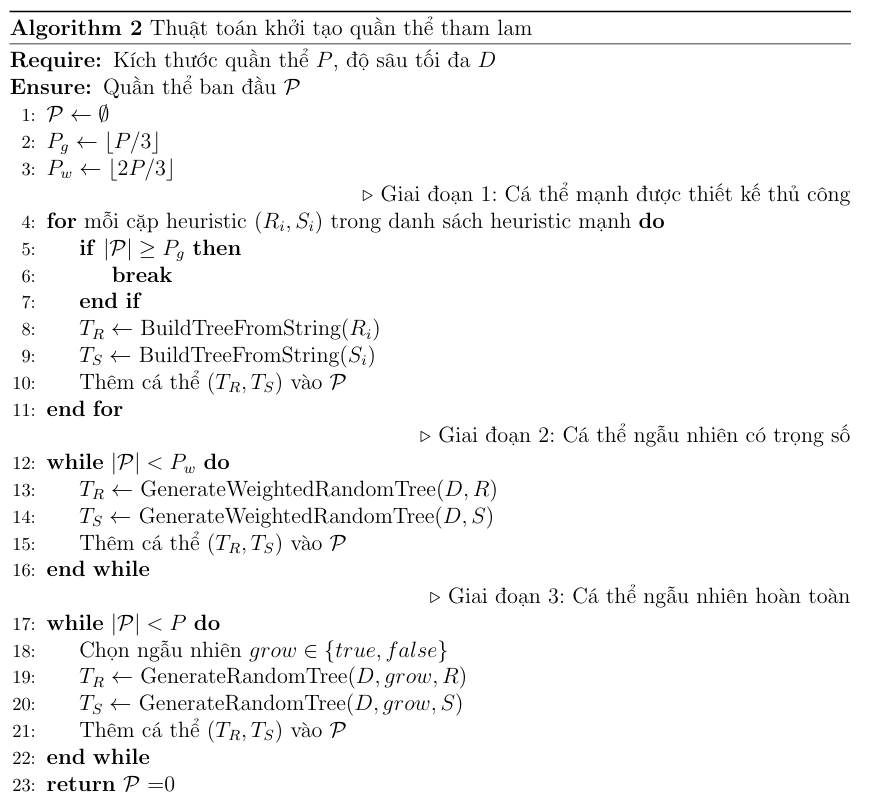 Algorithm 2 Thuật toán khởi tạo quần thể tham lam
Require: Kích thước quần thể P, độ sâu tối đa D
Ensure: Quần thể ban đầu 𝒫
1: 𝒫 ← ∅
2: P_g ← ⌊P/3⌋
3: P_w ← ⌊2P/3⌋
▷ Giai đoạn 1: Cá thể mạnh được thiết kế thủ công
4: for mỗi cặp heuristic (R_i, S_i) trong danh sách heuristic mạnh do
5: if |𝒫| ≥ P_g then
6: break
7: end if
8: T_R ← BuildTreeFromString(R_i)
9: T_S ← BuildTreeFromString(S_i)
10: Thêm cá thể (T_R, T_S) vào 𝒫
11: end for
▷ Giai đoạn 2: Cá thể ngẫu nhiên có trọng số
12: while |𝒫| < P_w do
13: T_R ← GenerateWeightedRandomTree(D, R)
14: T_S ← GenerateWeightedRandomTree(D, S)
15: Thêm cá thể (T_R, T_S) vào 𝒫
16: end while
▷ Giai đoạn 3: Cá thể ngẫu nhiên hoàn toàn
17: while |𝒫| < P do
18: Chọn ngẫu nhiên grow ∈ {true, false}
19: T_R ← GenerateRandomTree(D, grow, R)
20: T_S ← GenerateRandomTree(D, grow, S)
21: Thêm cá thể (T_R, T_S) vào 𝒫
22: end while
23: return 𝒫 =0